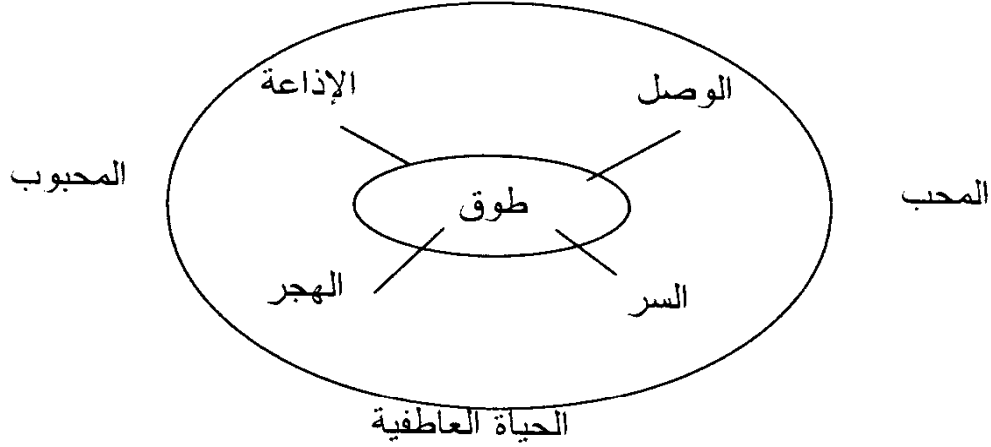 الوصل
الإذاعة
المحب
طوق
المحبوب
السر
الهجر
الحياة العاطفية